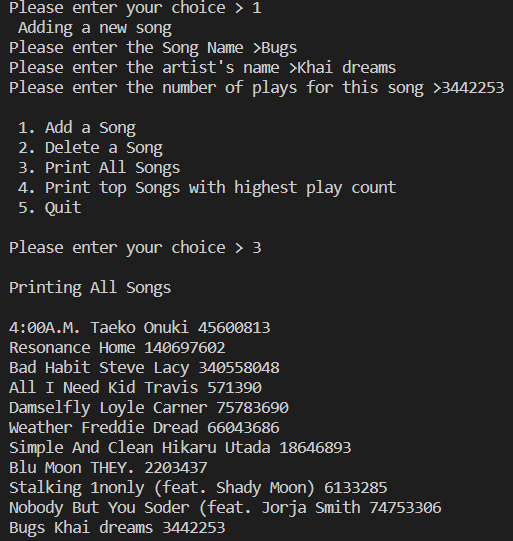 Please enter your choice > 1
Adding a new song
Please enter the Song Name >Bugs
Please enter the artist's name >Khai dreams
Please enter the number of plays for this song >3442253
1. Add a Song
2. Delete a Song
3. Print All Songs
4. Print top Songs with highest play count
5. Quit
Please enter your choice > 3
Printing All Songs
4:00A.M. Taeko Onuki 45600813
Resonance Home 140697602
Bad Habit Steve Lacy 340558048
All I Need Kid Travis 571390
Damselfly Loyle Carner 75783690
Weather Freddie Dread 66043686
Simple And Clean Hikaru Utada 18646893
Blu Moon THEY. 2203437
Stalking 1nonly (feat. Shady Moon) 6133285
Nobody But You Soder (feat. Jorja Smith 74753306
Bugs Khai dreams 3442253